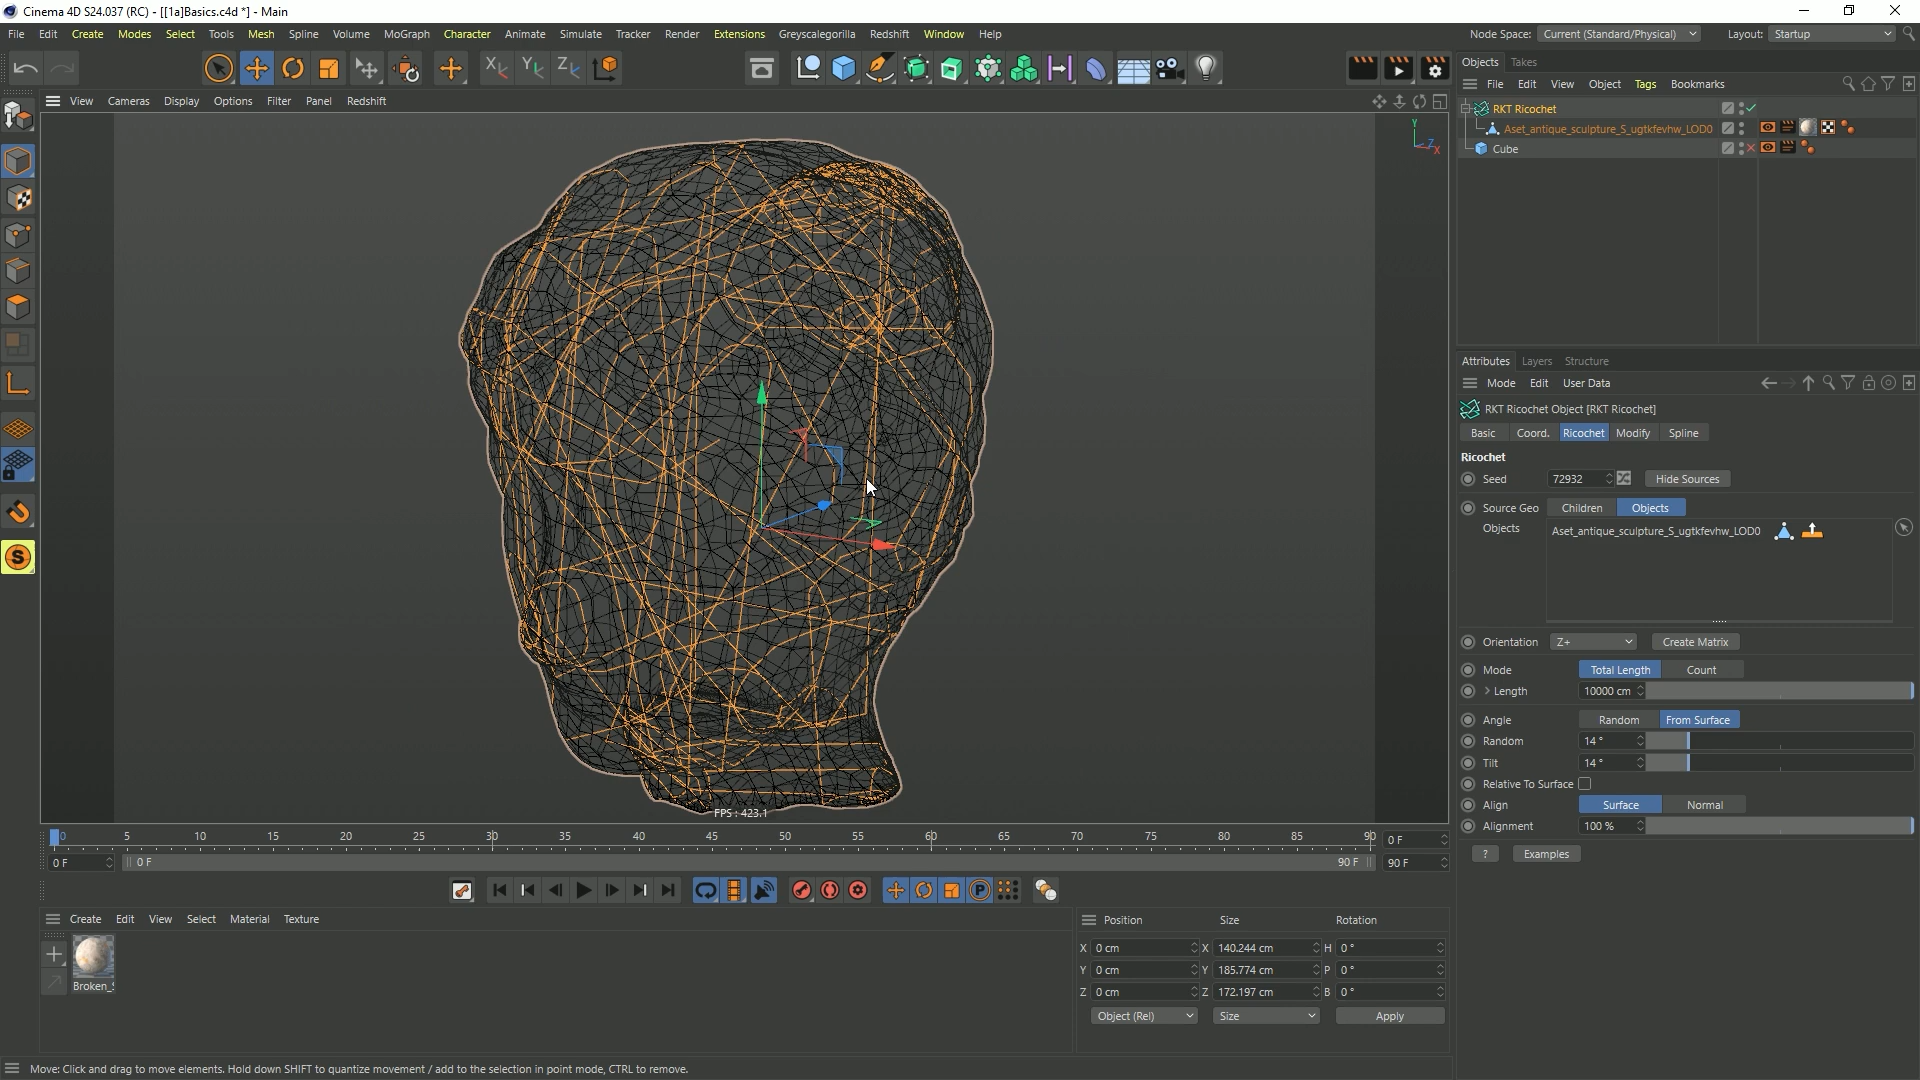 Cinema 4D S24.037 (RC) - [[1a]Basics.c4d *] - Main
File Edit Create Modes Select Tools Mesh Spline Volume MoGraph Character Animate Simulate Tracker Render Extensions Greyscalegorilla Redshift Window Help
Node Space: Current (Standard/Physical) Layout: Startup
View Cameras Display Options Filter Panel Redshift
Objects Takes
File Edit View Object Tags Bookmarks
RKT Ricochet
Aset_antique_sculpture_S_ugtkfevhw_LOD0
Cube
Attributes Layers Structure
Mode Edit User Data
RKT Ricochet Object [RKT Ricochet]
Basic Coord. Ricochet Modify Spline
Ricochet
Seed 72932 Hide Sources
Source Geo Children Objects
Objects Aset_antique_sculpture_S_ugtkfevhw_LOD0
Orientation Z+ Create Matrix
Mode Total Length Count
> Length 10000 cm
Angle Random From Surface
Random 14 °
Tilt 14 °
Relative To Surface
Align Surface Normal
Alignment 100 %
? Examples
Y
Z X
FPS : 423.1
0 5 10 15 20 25 30 35 40 45 50 55 60 65 70 75 80 85 90 0 F
0 F 0 F 90 F 90 F
Create Edit View Select Material Texture
Broken_
Position Size Rotation
X 0 cm X 140.244 cm H 0 °
Y 0 cm Y 185.774 cm P 0 °
Z 0 cm Z 172.197 cm B 0 °
Object (Rel) Size Apply
Move: Click and drag to move elements. Hold down SHIFT to quantize movement / add to the selection in point mode, CTRL to remove.